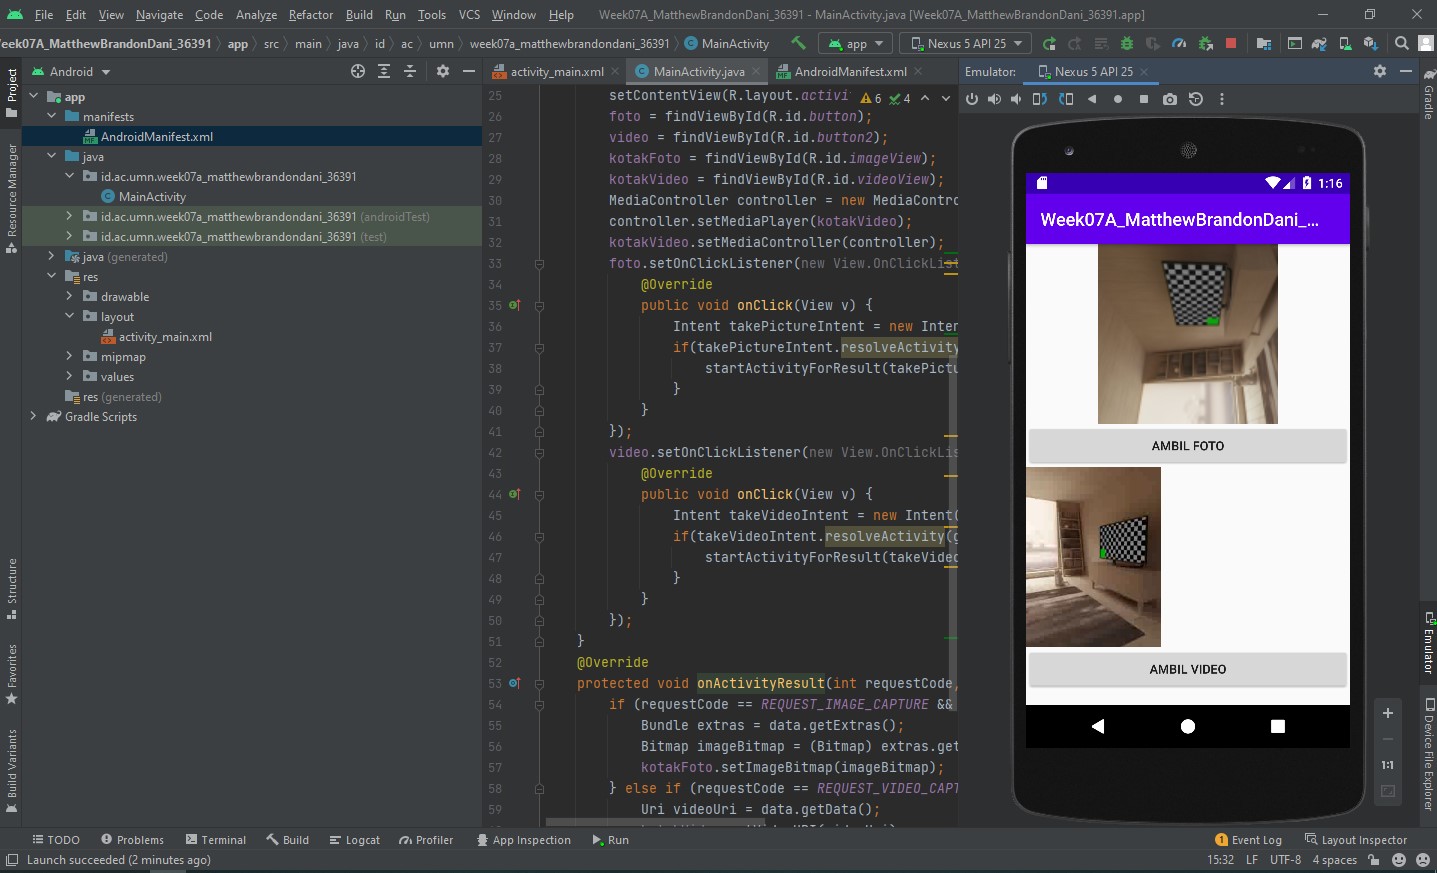 File Edit View Navigate Code Analyze Refactor Build Run Tools VCS Window Help Week07A_MatthewBrandonDani_36391 - MainActivity.java [Week07A_MatthewBrandonDani_36391.app]
eek07A_MatthewBrandonDani_36391 app src main java id ac umn week07a_matthewbrandondani_36391 MainActivity app Nexus 5 API 25
Android
activity_main.xml MainActivity.java AndroidManifest.xml
Emulator: Nexus 5 API 25
Project
Resource Manager
Structure
Favorites
Build Variants
app
manifests
AndroidManifest.xml
java
id.ac.umn.week07a_matthewbrandondani_36391
MainActivity
id.ac.umn.week07a_matthewbrandondani_36391 (androidTest)
id.ac.umn.week07a_matthewbrandondani_36391 (test)
java (generated)
res
drawable
layout
activity_main.xml
mipmap
values
res (generated)
Gradle Scripts
6 4
25 setContentView(R.layout.activi
26 foto = findViewById(R.id.button);
27 video = findViewById(R.id.button2);
28 kotakFoto = findViewById(R.id.imageView);
29 kotakVideo = findViewById(R.id.videoView);
30 MediaController controller = new MediaContro
31 controller.setMediaPlayer(kotakVideo);
32 kotakVideo.setMediaController(controller);
33 foto.setOnClickListener(new View.OnClickList
34 @Override
35 public void onClick(View v) {
36 Intent takePictureIntent = new Inten
37 if(takePictureIntent.resolveActivity
38 startActivityForResult(takePictu
39 }
40 }
41 });
42 video.setOnClickListener(new View.OnClickLis
43 @Override
44 public void onClick(View v) {
45 Intent takeVideoIntent = new Intent(
46 if(takeVideoIntent.resolveActivity(g
47 startActivityForResult(takeVideo
48 }
49 }
50 });
51 }
52 @Override
53 protected void onActivityResult(int requestCode,
54 if (requestCode == REQUEST_IMAGE_CAPTURE &&
55 Bundle extras = data.getExtras();
56 Bitmap imageBitmap = (Bitmap) extras.get
57 kotakFoto.setImageBitmap(imageBitmap);
58 } else if (requestCode == REQUEST_VIDEO_CAPT
59 Uri videoUri = data.getData();
1:16
Week07A_MatthewBrandonDani_...
AMBIL FOTO
AMBIL VIDEO
1:1
Gradle
Emulator
Device File Explorer
TODO Problems Terminal Build Logcat Profiler App Inspection Run 1 Event Log Layout Inspector
Launch succeeded (2 minutes ago) 15:32 LF UTF-8 4 spaces